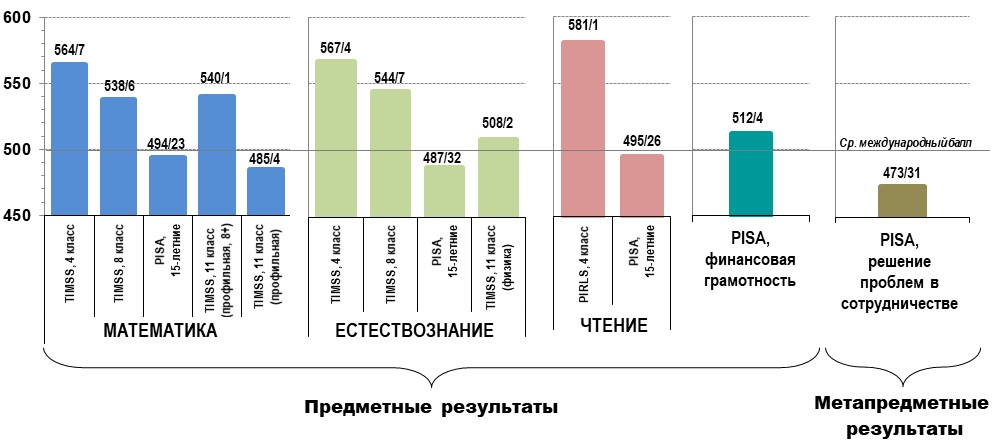 600
550
500
450
564/7
538/6
494/23
540/1
485/4
567/4
544/7
487/32
508/2
581/1
495/26
512/4
Ср. международный балл
473/31
TIMSS, 4 класс
TIMSS, 8 класс
PISA,
15-летние
TIMSS, 11 класс
(профильная, 8+)
TIMSS, 11 класс
(профильная)
TIMSS, 4 класс
TIMSS, 8 класс
PISA,
15-летние
TIMSS, 11 класс
(физика)
PIRLS, 4 класс
PISA,
15-летние
PISA,
финансовая
грамотность
PISA,
решение
проблем в
сотрудничестве
МАТЕМАТИКА
ЕСТЕСТВОЗНАНИЕ
ЧТЕНИЕ
Предметные результаты
Метапредметные
результаты